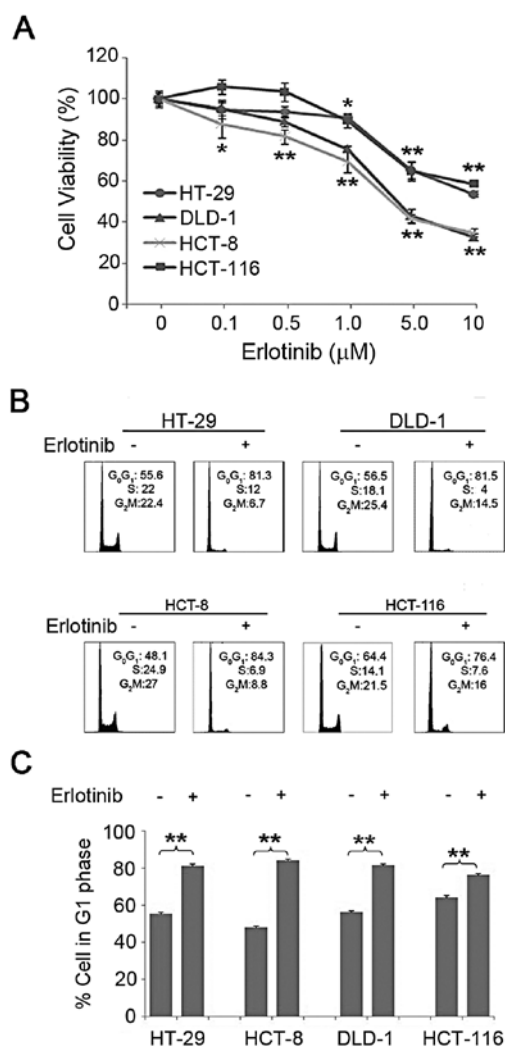 A
Cell Viability (%)
120
100
80
60
40
20
0
*
**
**
*
**
**
**
**
HT-29
DLD-1
HCT-8
HCT-116
0 0.1 0.5 1.0 5.0 10
Erlotinib (μM)
B
HT-29 DLD-1
Erlotinib - + - +
G₀G₁: 55.6
S: 22
G₂M:22.4
G₀G₁: 81.3
S: 12
G₂M:6.7
G₀G₁: 56.5
S:18.1
G₂M:25.4
G₀G₁: 81.5
S: 4
G₂M:14.5
HCT-8 HCT-116
Erlotinib - + - +
G₀G₁: 48.1
S:24.9
G₂M:27
G₀G₁: 84.3
S:6.9
G₂M:8.8
G₀G₁: 64.4
S:14.1
G₂M:21.5
G₀G₁: 76.4
S:7.6
G₂M:16
C
Erlotinib - + - + - + - +
% Cell in G1 phase
100
80
60
40
20
0
** ** ** **
HT-29 HCT-8 DLD-1 HCT-116